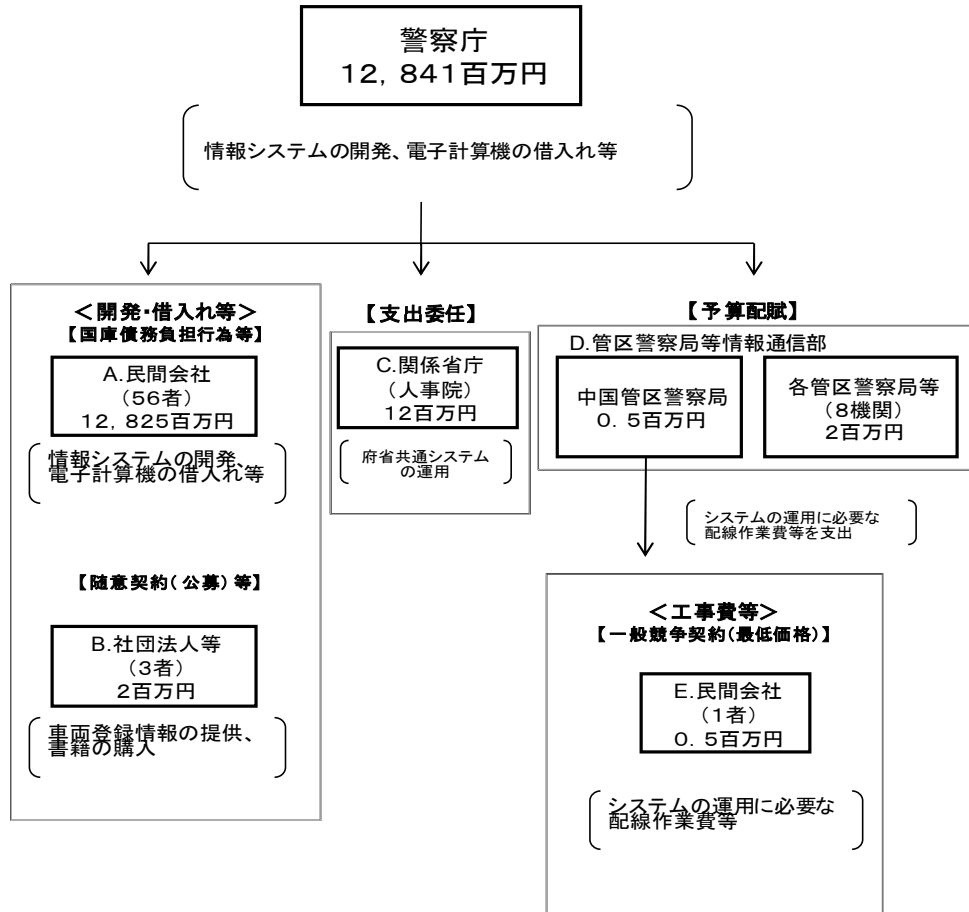 警察庁
12,841百万円
情報システムの開発、電子計算機の借入れ等
＜開発・借入れ等＞
【国庫債務負担行為等】
A.民間会社
(56者)
12,825百万円
情報システムの開発、
電子計算機の借入れ等
【随意契約(公募)等】
B.社団法人等
(3者)
2百万円
車両登録情報の提供、
書籍の購入
【支出委任】
C.関係省庁
(人事院)
12百万円
府省共通システム
の運用
【予算配賦】
D.管区警察局等情報通信部
中国管区警察局
0.5百万円
各管区警察局等
(8機関)
2百万円
システムの運用に必要な
配線作業費等を支出
＜工事費等＞
【一般競争契約(最低価格)】
E.民間会社
(1者)
0.5百万円
システムの運用に必要な
配線作業費等